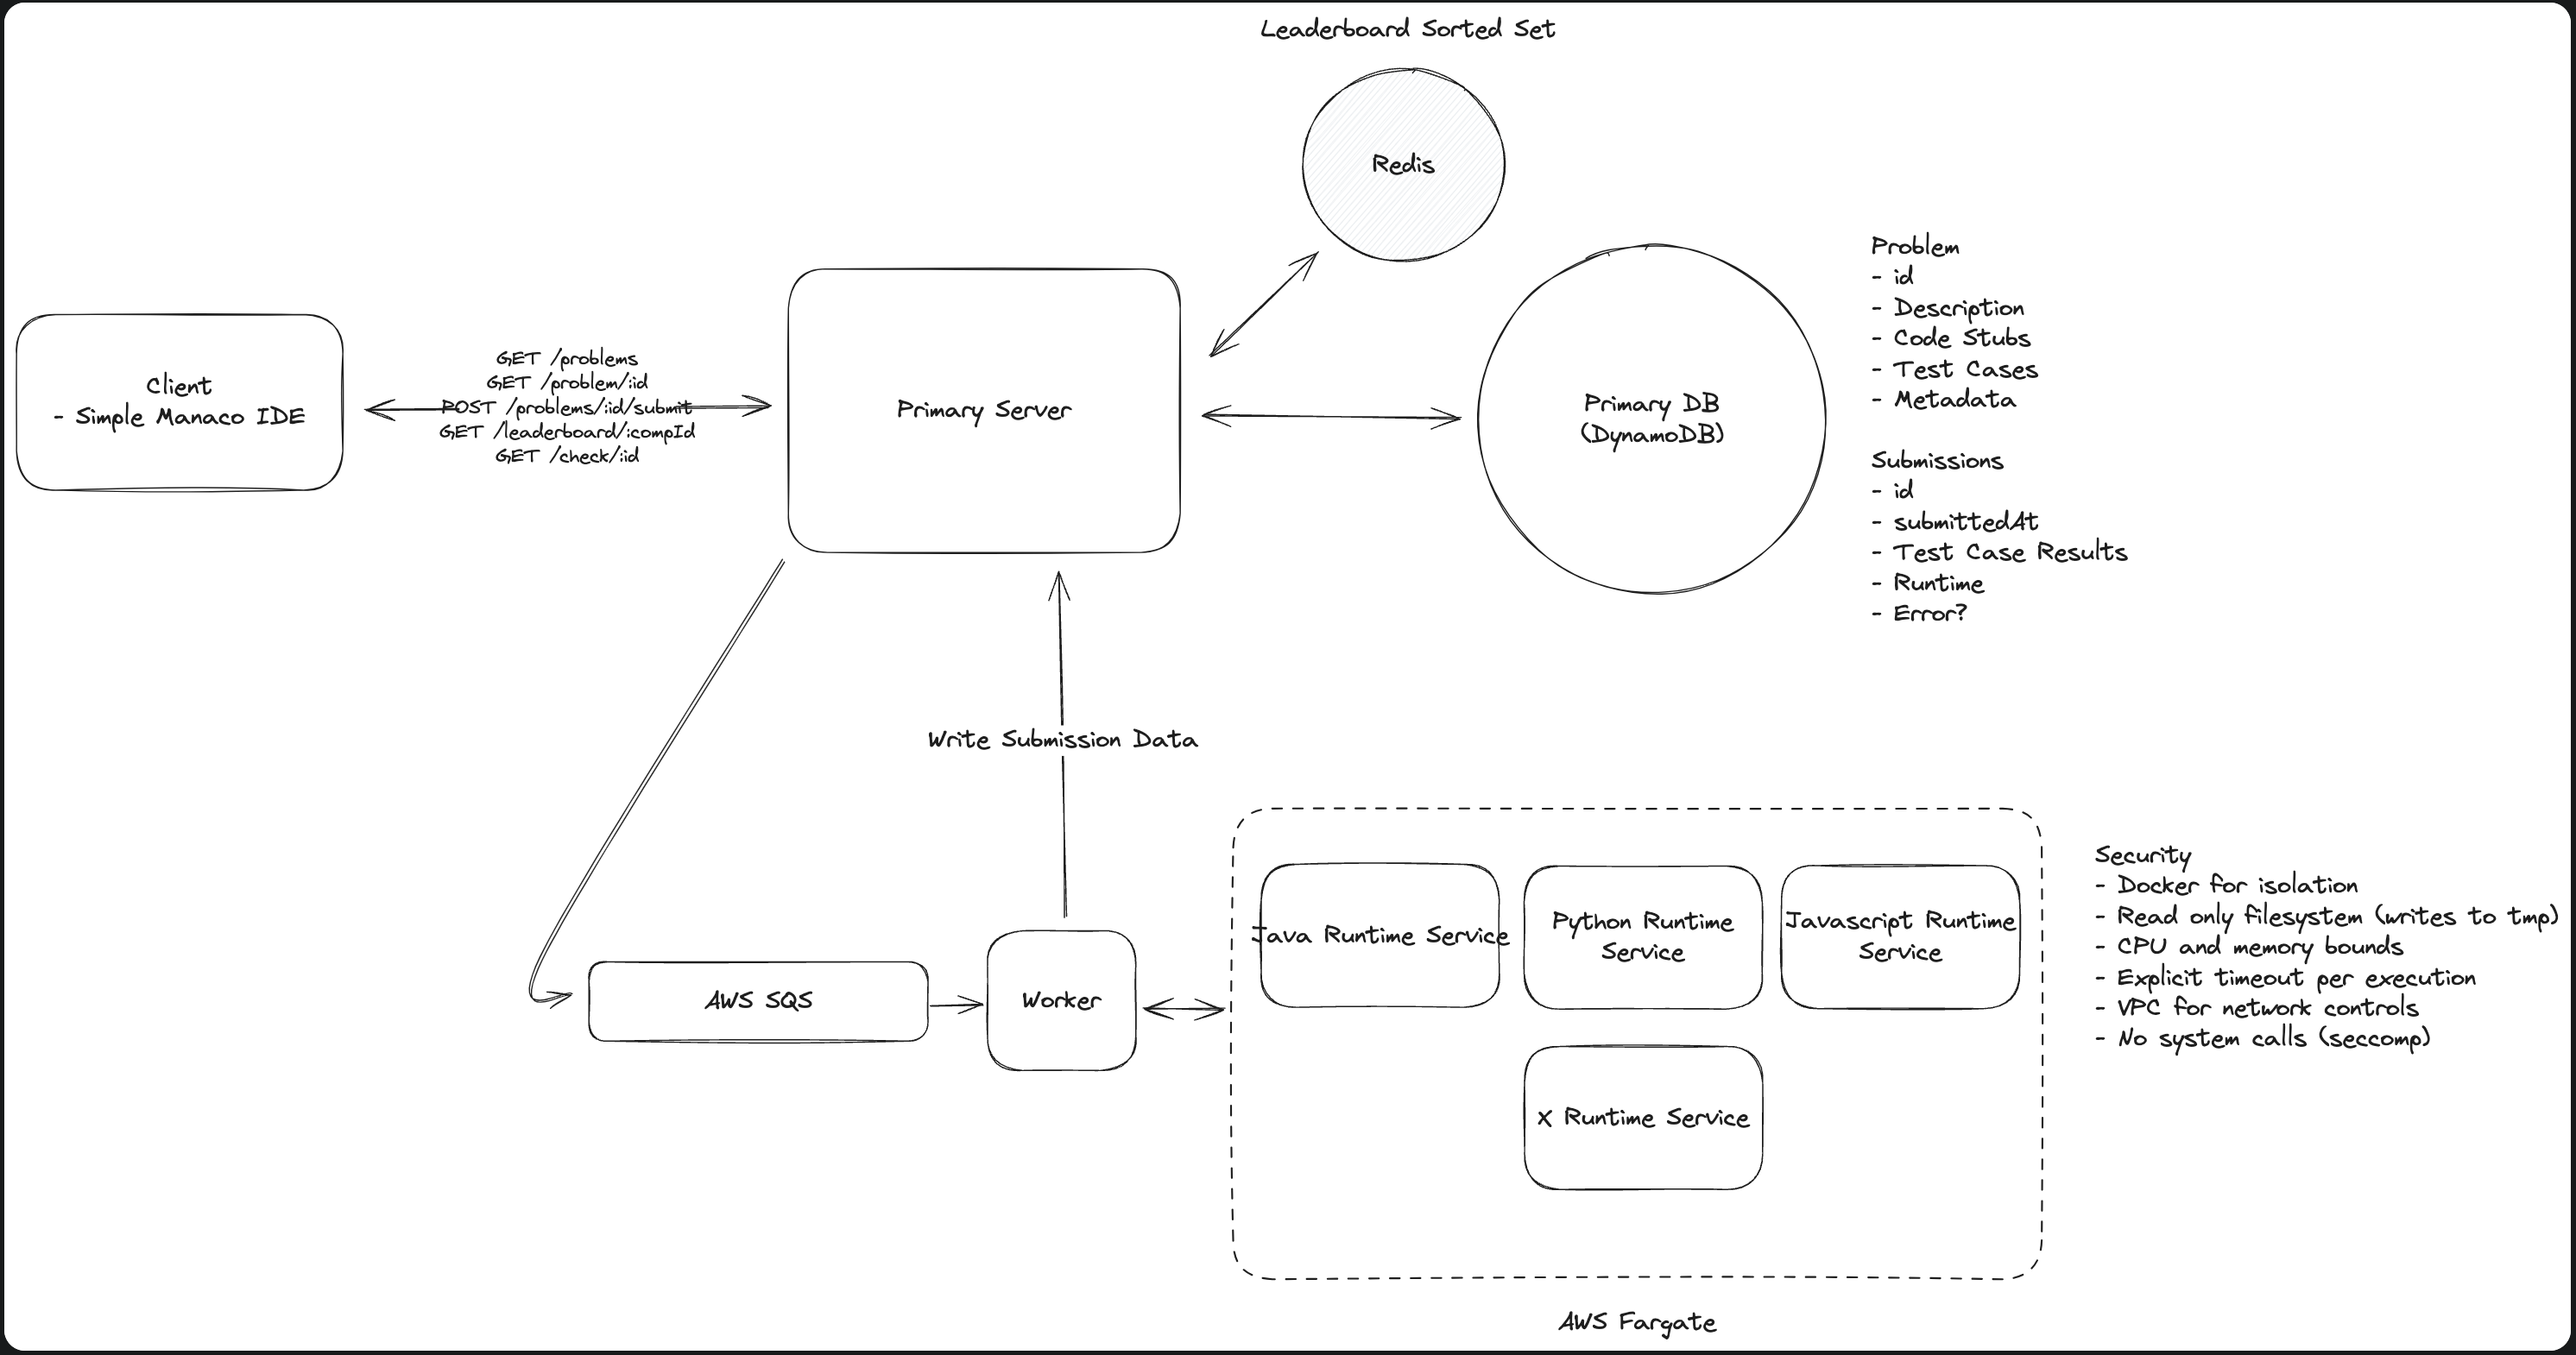 Leaderboard Sorted Set
Redis
Client
- Simple Manaco IDE
GET /problems
GET /problem/:id
POST /problems/:id/submit
GET /leaderboard/:compId
GET /check/:id
Primary Server
Primary DB
(DynamoDB)
Problem
- id
- Description
- Code Stubs
- Test Cases
- Metadata
Submissions
- id
- submittedAt
- Test Case Results
- Runtime
- Error?
Write Submission Data
AWS SQS
Worker
Java Runtime Service
Python Runtime
Service
Javascript Runtime
Service
X Runtime Service
AWS Fargate
Security
- Docker for isolation
- Read only filesystem (writes to tmp)
- CPU and memory bounds
- Explicit timeout per execution
- VPC for network controls
- No system calls (seccomp)